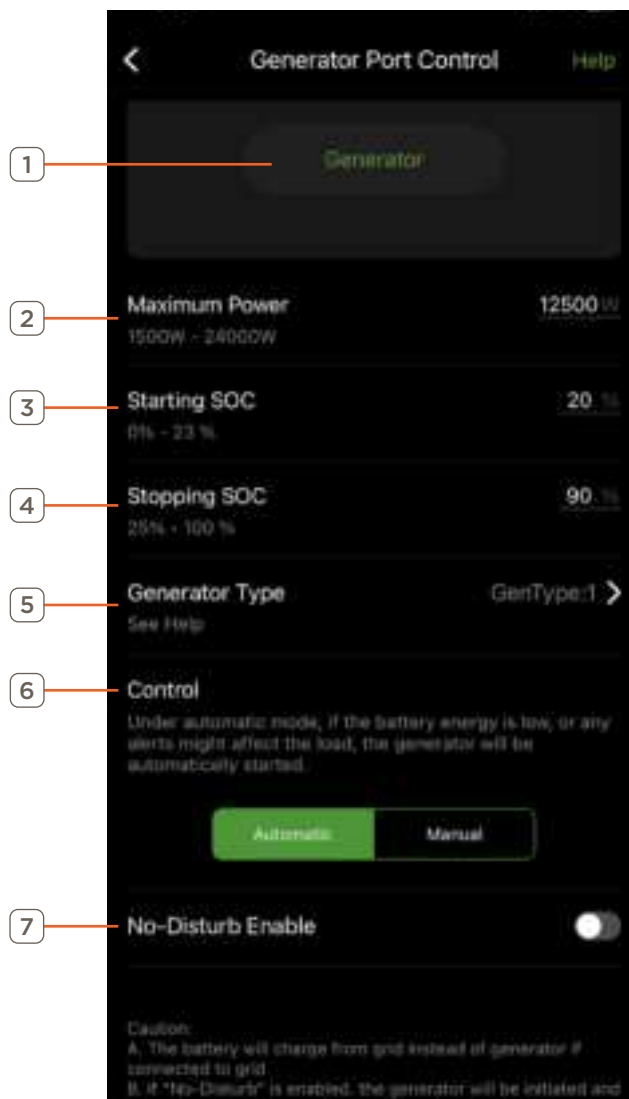 Generator Port Control Help
1 Generator
2 Maximum Power 12500 W
1500W - 24000W
3 Starting SOC 20 %
0% - 23 %
4 Stopping SOC 90 %
25% - 100 %
5 Generator Type GenType:1
See Help
6 Control
Under automatic mode, if the battery energy is low, or any
alerts might affect the load, the generator will be
automatically started.
Automatic Manual
7 No-Disturb Enable
Caution:
A. The battery will charge from grid instead of generator if
connected to grid
B. If "No-Disturb" is enabled, the generator will be initiated and